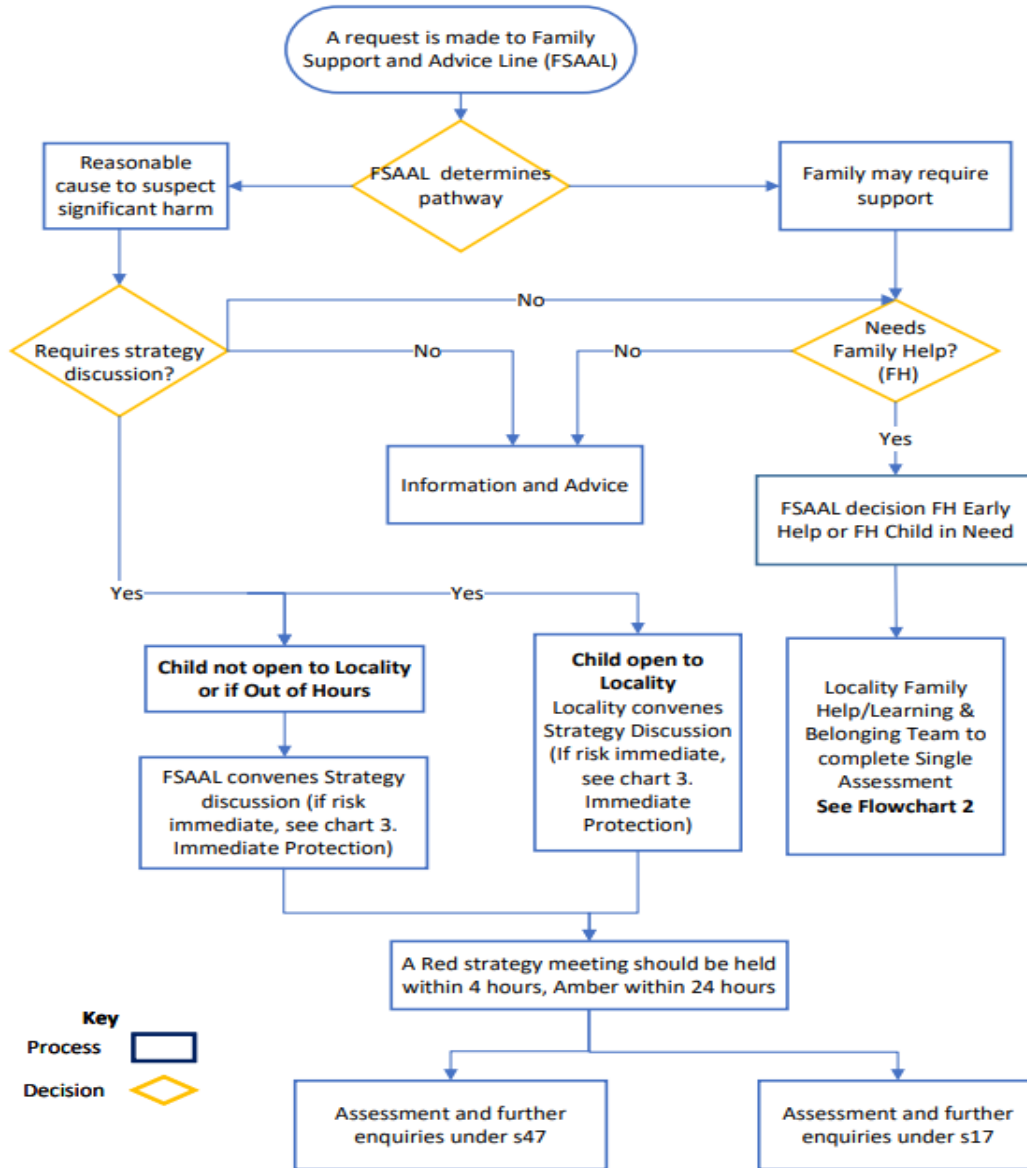 A request is made to Family
Support and Advice Line (FSAAL)
Reasonable
cause to suspect
significant harm
FSAAL determines
pathway
Family may require
support
No
Requires strategy
discussion?
No
No
Needs
Family Help?
(FH)
Yes
Information and Advice
FSAAL decision FH Early
Help or FH Child in Need
Yes
Yes
Child not open to Locality
or if Out of Hours
Child open to
Locality
Locality convenes
Strategy Discussion
(If risk immediate,
see chart 3.
Immediate
Protection)
Locality Family
Help/Learning &
Belonging Team to
complete Single
Assessment
See Flowchart 2
FSAAL convenes Strategy
discussion (if risk
immediate, see chart 3.
Immediate Protection)
A Red strategy meeting should be held
within 4 hours, Amber within 24 hours
Key
Process
Decision
Assessment and further
enquiries under s47
Assessment and further
enquiries under s17